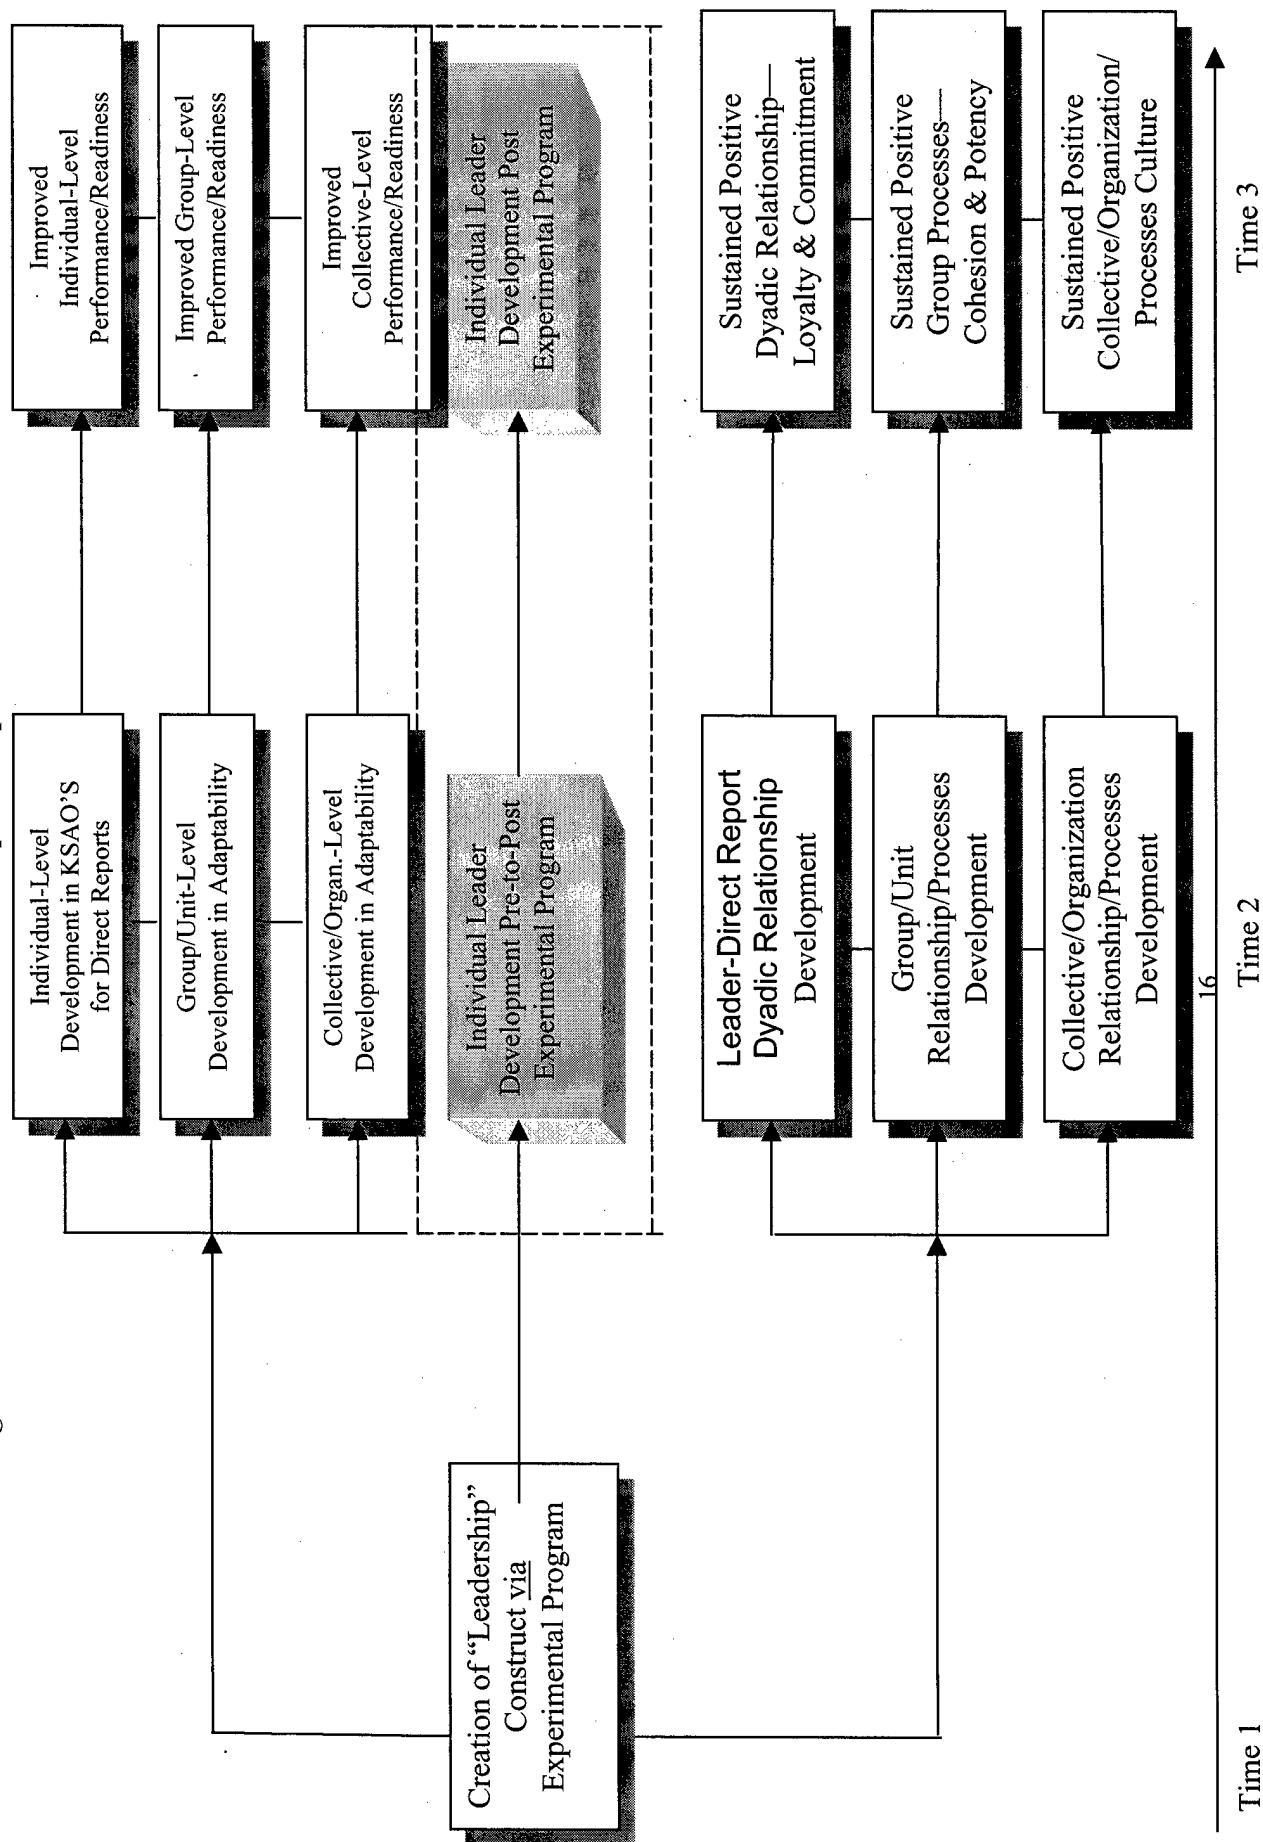 Creation of “Leadership”
Construct via
Experimental Program
Individual-Level
Development in KSAO'S
for Direct Reports
Group/Unit-Level
Development in Adaptability
Collective/Organ.-Level
Development in Adaptability
Individual Leader
Development Pre-to-Post
Experimental Program
Leader-Direct Report
Dyadic Relationship
Development
Group/Unit
Relationship/Processes
Development
Collective/Organization
Relationship/Processes
Development
Improved
Individual-Level
Performance/Readiness
Improved Group-Level
Performance/Readiness
Improved
Collective-Level
Performance/Readiness
Individual Leader
Development Post
Experimental Program
Sustained Positive
Dyadic Relationship—
Loyalty & Commitment
Sustained Positive
Group Processes—
Cohesion & Potency
Sustained Positive
Collective/Organization/
Processes Culture
16
Time 1
Time 2
Time 3